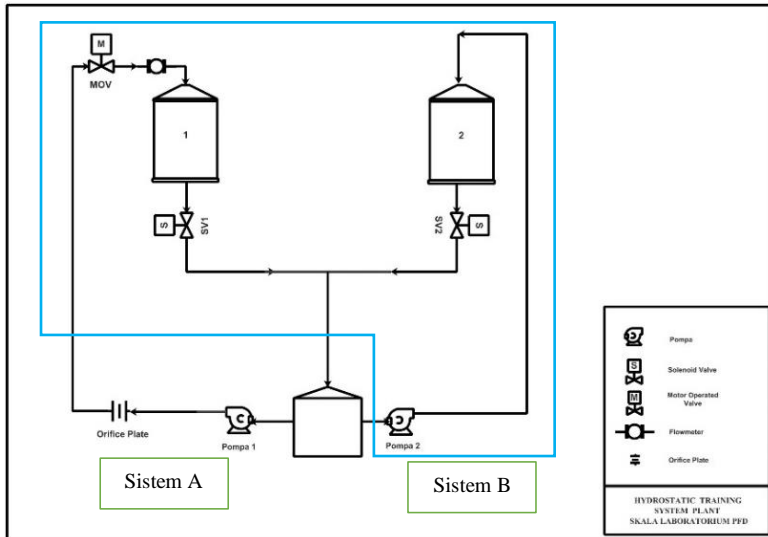 M
MOV
1
2
S
SV1
SV2
S
Orifice Plate
Pompa 1
Pompa 2
Sistem A
Sistem B
Pompa
S
Solenoid Valve
M
Motor Operated
Valve
Flowmeter
Orifice Plate
HYDROSTATIC TRAINING
SYSTEM PLANT
SKALA LABORATORIUM PFD